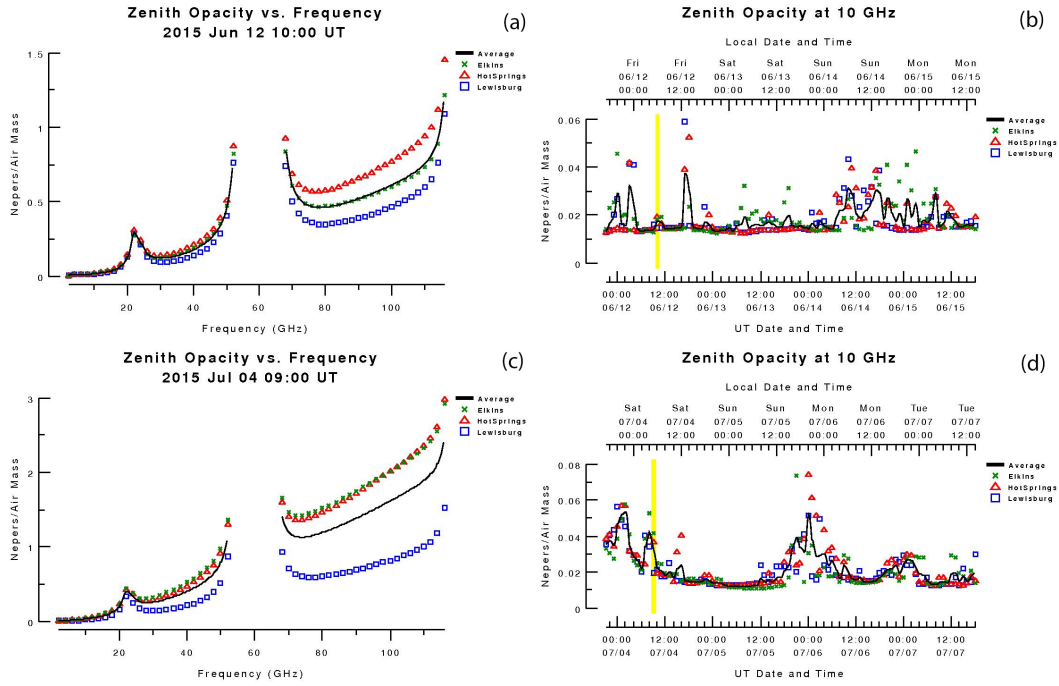 Zenith Opacity vs. Frequency
2015 Jun 12 10:00 UT
(a)
Average
Elkins
HotSprings
Lewisburg
1.5
1
0.5
0
Nepers/Air Mass
20 40 60 80 100
Frequency (GHz)
Zenith Opacity at 10 GHz
(b)
Local Date and Time
Fri Fri Sat Sat Sun Sun Mon Mon
06/12 06/12 06/13 06/13 06/14 06/14 06/15 06/15
00:00 12:00 00:00 12:00 00:00 12:00 00:00 12:00
Average
Elkins
HotSprings
Lewisburg
0.06
0.04
0.02
0
Nepers/Air Mass
00:00 12:00 00:00 12:00 00:00 12:00 00:00 12:00
06/12 06/12 06/13 06/13 06/14 06/14 06/15 06/15
UT Date and Time
Zenith Opacity vs. Frequency
2015 Jul 04 09:00 UT
(c)
Average
Elkins
HotSprings
Lewisburg
3
2
1
0
Nepers/Air Mass
20 40 60 80 100
Frequency (GHz)
Zenith Opacity at 10 GHz
(d)
Local Date and Time
Sat Sat Sun Sun Mon Mon Tue Tue
07/04 07/04 07/05 07/05 07/06 07/06 07/07 07/07
00:00 12:00 00:00 12:00 00:00 12:00 00:00 12:00
Average
Elkins
HotSprings
Lewisburg
0.08
0.06
0.04
0.02
0
Nepers/Air Mass
00:00 12:00 00:00 12:00 00:00 12:00 00:00 12:00
07/04 07/04 07/05 07/05 07/06 07/06 07/07 07/07
UT Date and Time